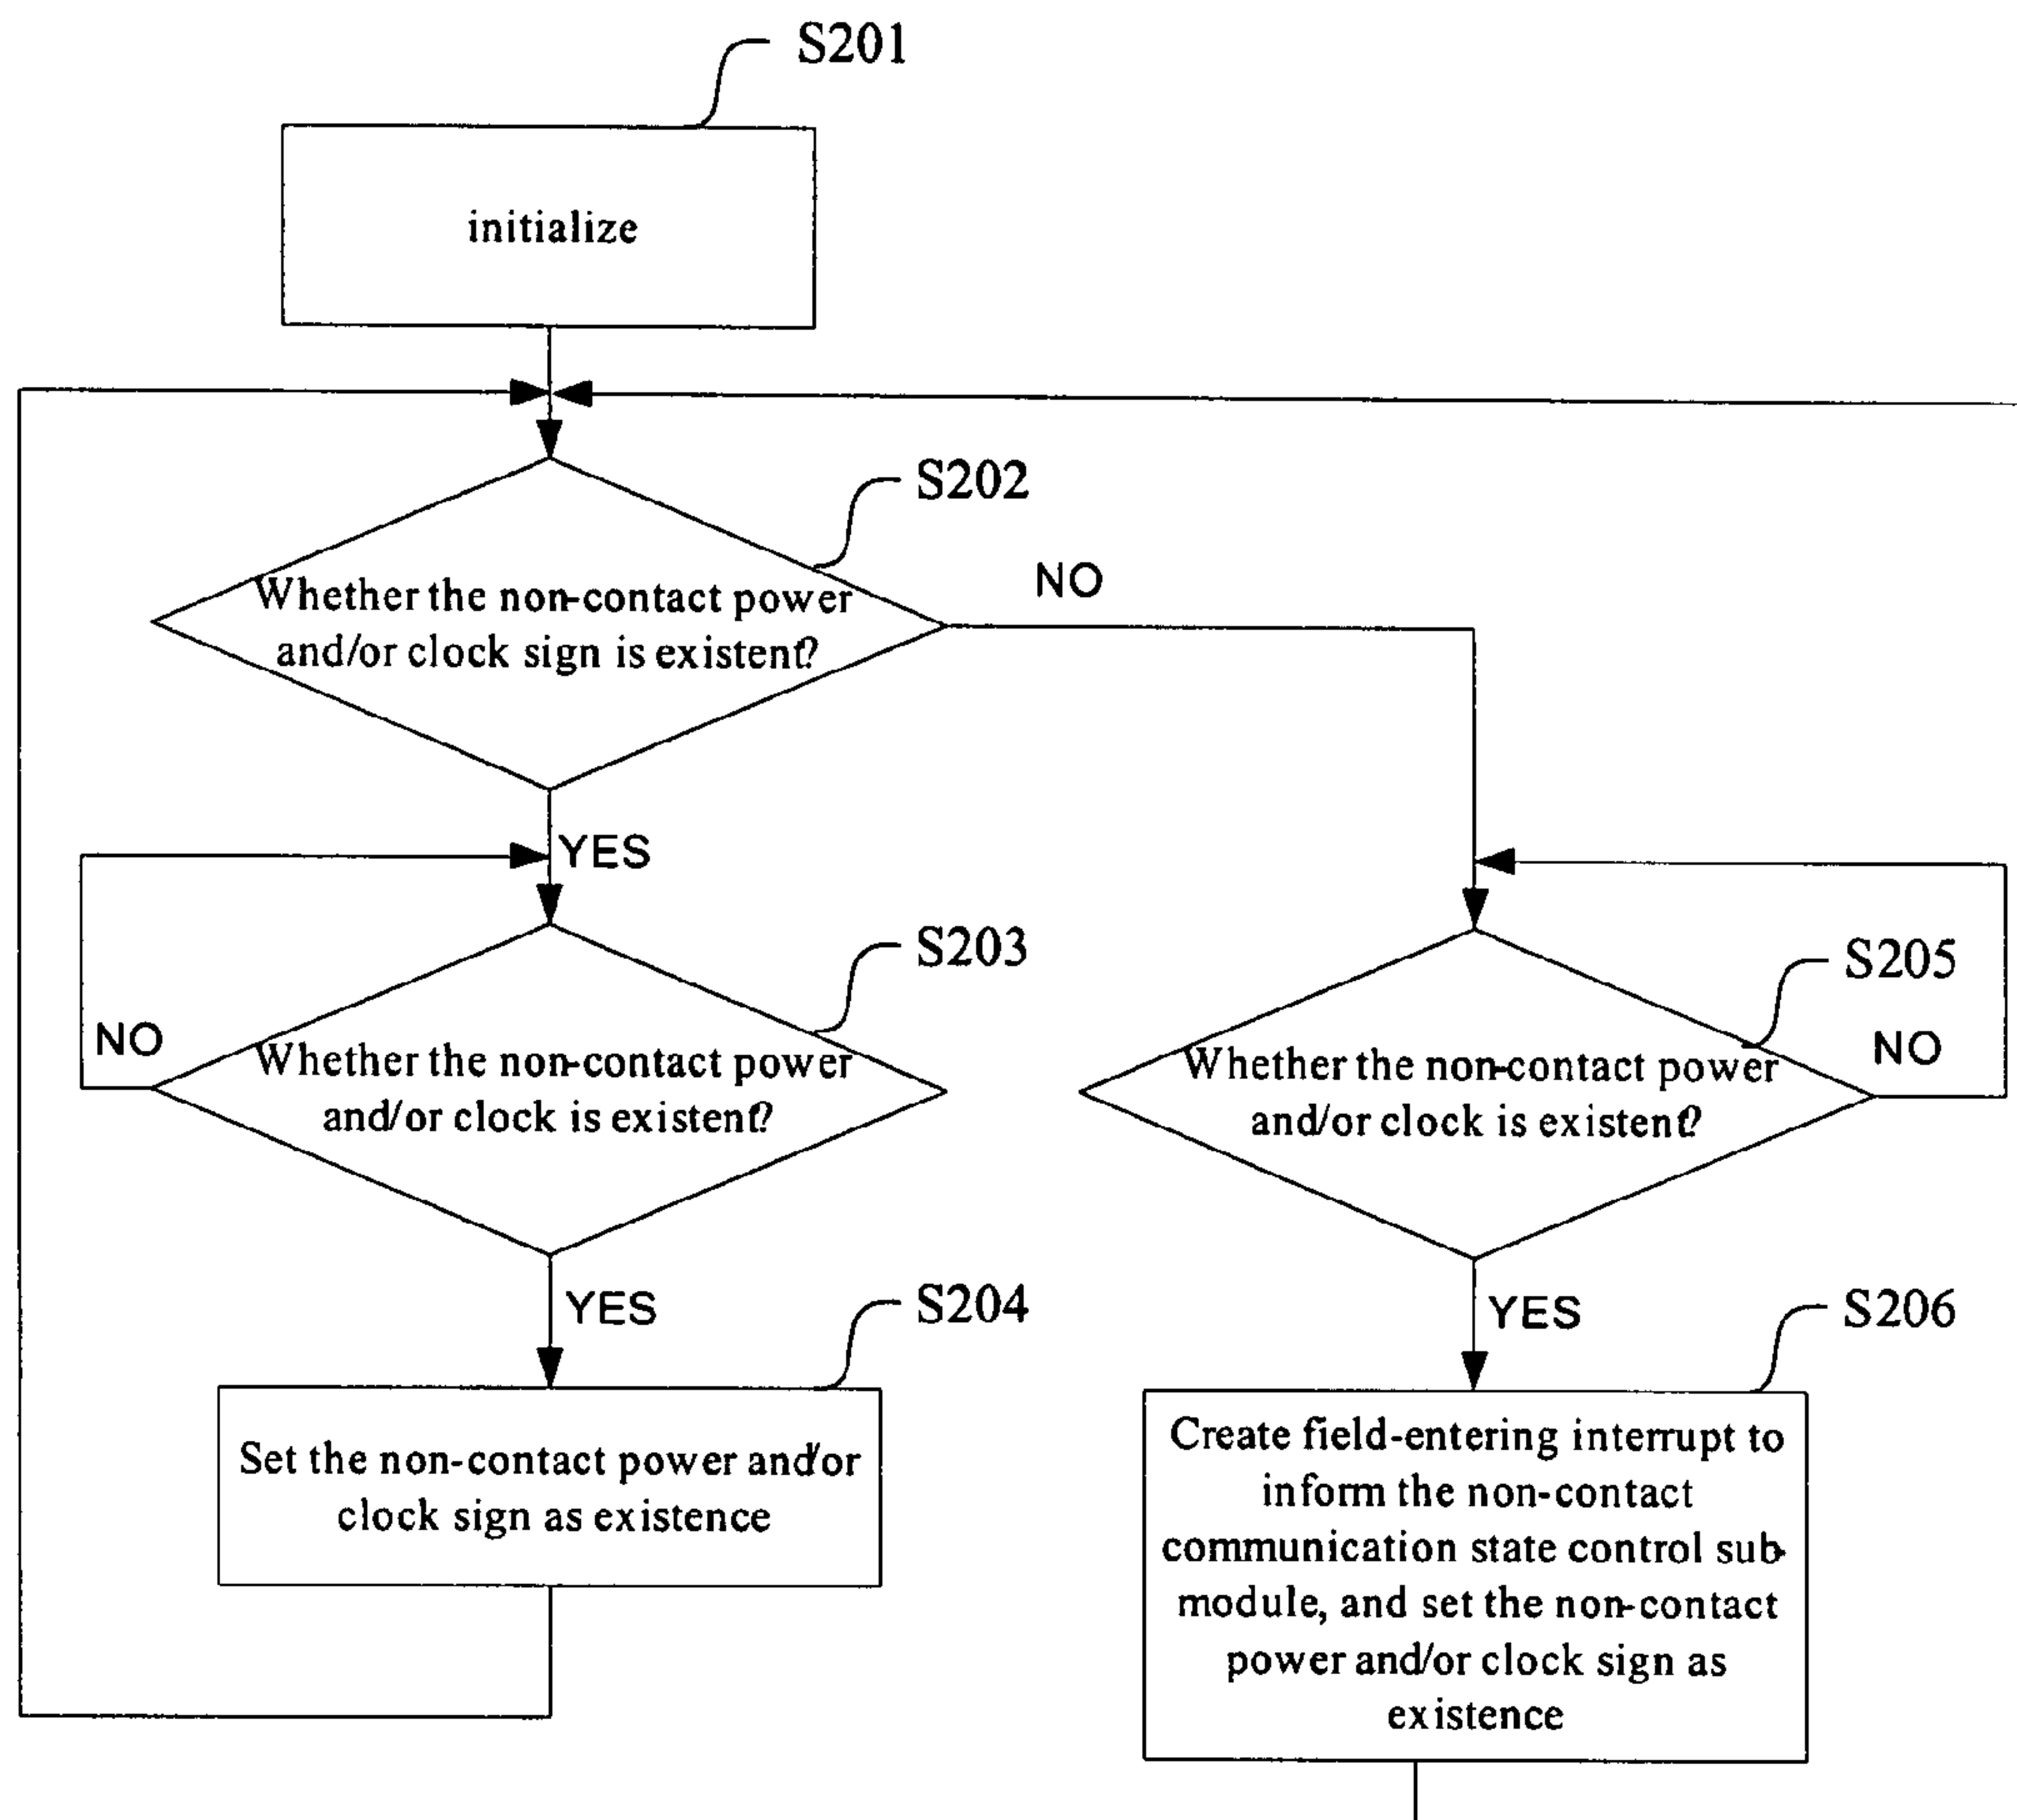 S201
initialize
S202
Whether the non-contact power
and/or clock sign is existent?
NO
YES
S203
NO
Whether the non-contact power
and/or clock is existent?
YES
S204
Set the non-contact power and/or
clock sign as existence
S205
NO
Whether the non-contact power
and/or clock is existent?
YES
S206
Create field-entering interrupt to
inform the non-contact
communication state control sub-
module, and set the non-contact
power and/or clock sign as
existence